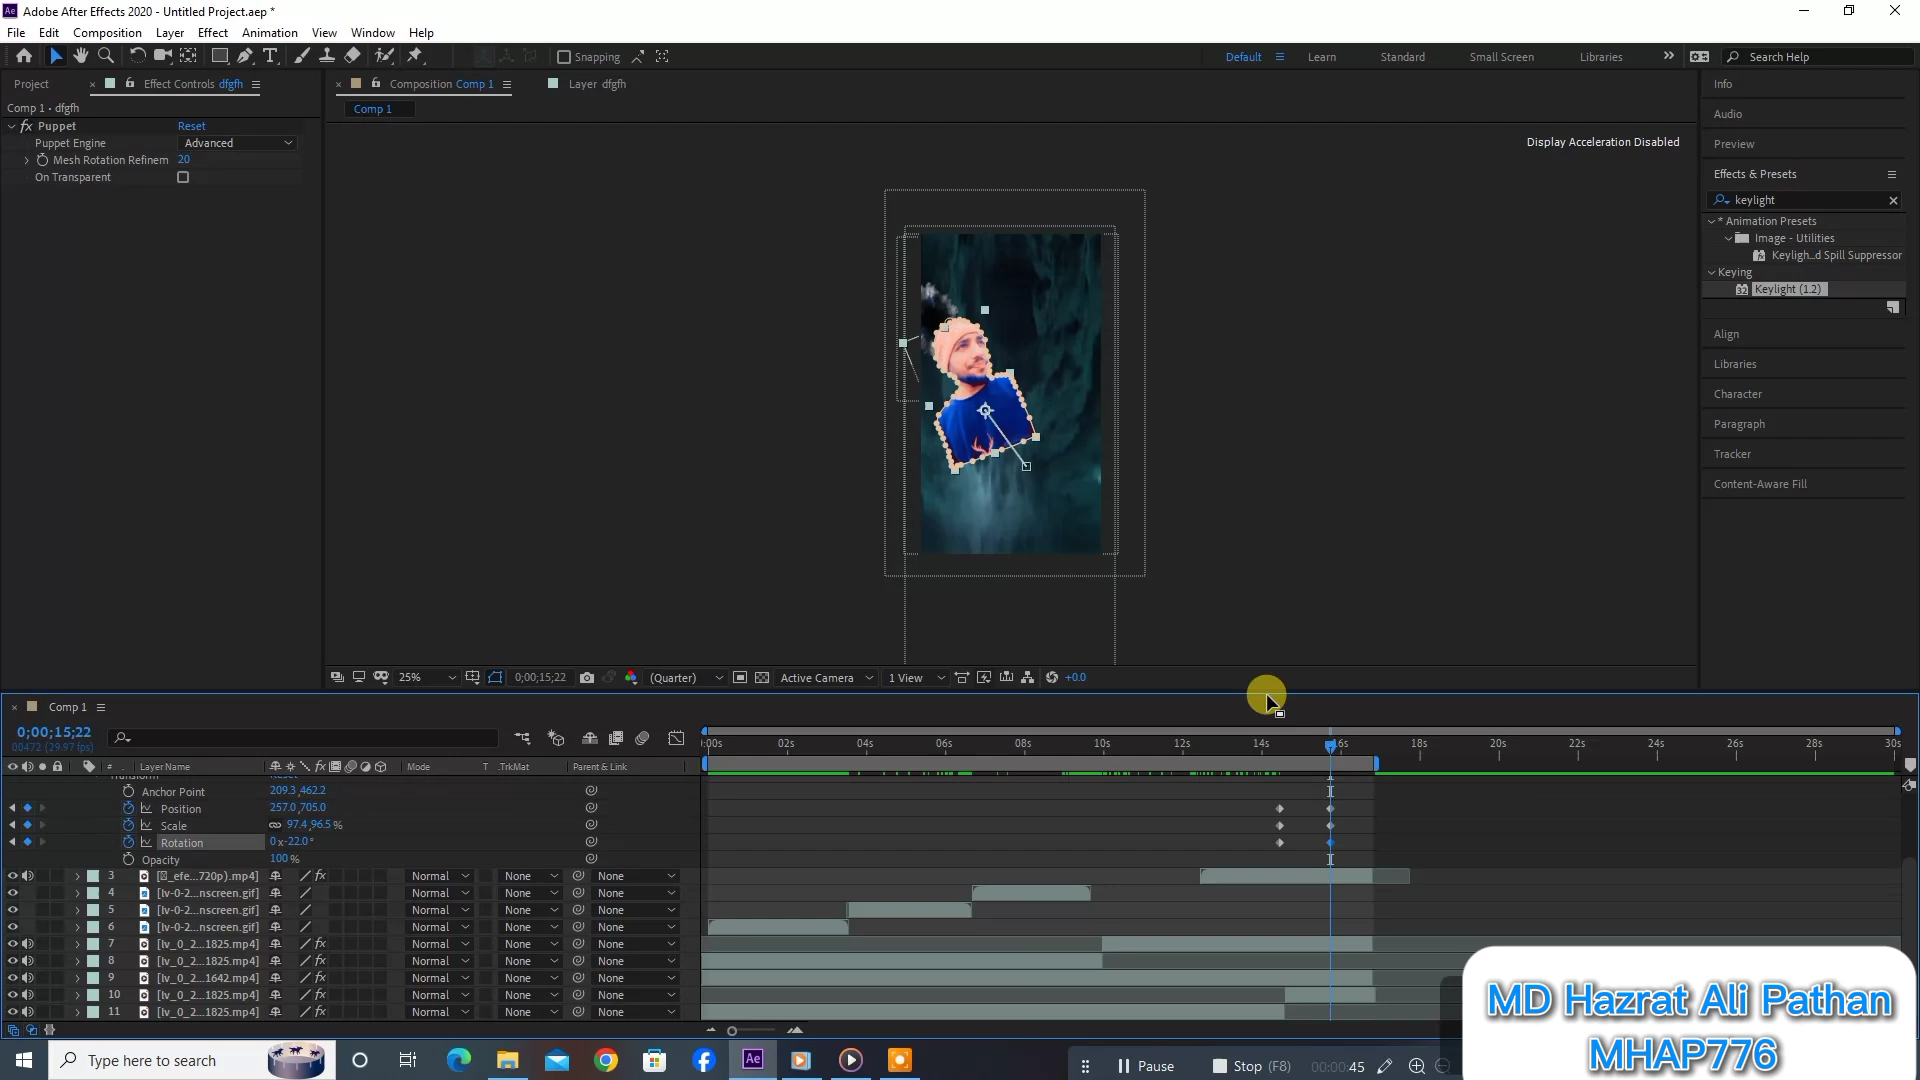 Adobe After Effects 2020 - Untitled Project.aep *
File Edit Composition Layer Effect Animation View Window Help
Snapping Default Learn Standard Small Screen Libraries Search Help
Project Effect Controls dfgfh Composition Comp 1 Layer dfgfh
Comp 1 • dfgfh
Comp 1
fx Puppet Reset
Puppet Engine Advanced
Mesh Rotation Refinem 20
On Transparent
Display Acceleration Disabled
Info
Audio
Preview
Effects & Presets
keylight
* Animation Presets
Image - Utilities
Keyligh...d Spill Suppressor
Keying
Keylight (1.2)
Align
Libraries
Character
Paragraph
Tracker
Content-Aware Fill
25% 0;00;15;22 (Quarter) Active Camera 1 View +0.0
Comp 1
0;00;15;22
00472 (29.97 fps)
:00s 02s 04s 06s 08s 10s 12s 14s 16s 18s 20s 22s 24s 26s 28s 30s
# Layer Name Mode T .TrkMat Parent & Link
Transform Reset
Anchor Point 209.3,462.2
Position 257.0,705.0
Scale 97.4,96.5%
Rotation 0x-22.0°
Opacity 100%
3 _efe...720p).mp4] Normal None None
4 [lv-0-2...nscreen.gif] Normal None None
5 [lv-0-2...nscreen.gif] Normal None None
6 [lv-0-2...nscreen.gif] Normal None None
7 [lv_0_2...1825.mp4] fx Normal None None
8 [lv_0_2...1825.mp4] fx Normal None None
9 [lv_0_2...1642.mp4] fx Normal None None
10 [lv_0_2...1825.mp4] fx Normal None None
11 [lv_0_2...1825.mp4] fx Normal None None
MD Hazrat Ali Pathan
MHAP776
Type here to search
Pause Stop (F8) 00:00:45